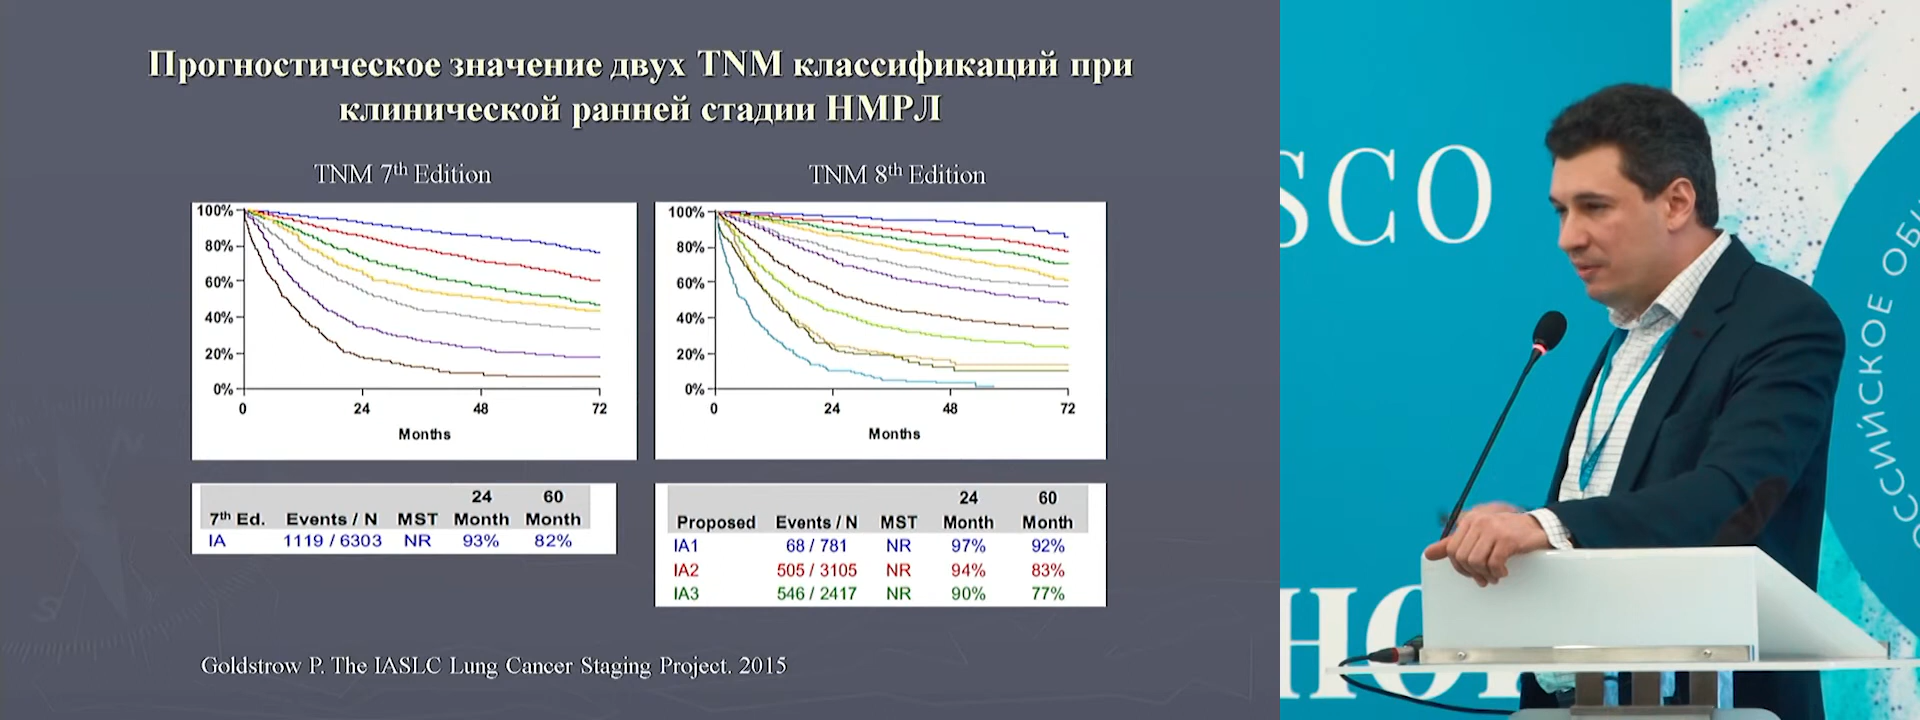 Прогностическое значение двух TNM классификаций при
клинической ранней стадии НМРЛ
TNM 7th Edition
100%
80%
60%
40%
20%
0%
0 24 48 72
Months
7th Ed. Events / N MST 24 Month 60 Month
IA 1119 / 6303 NR 93% 82%
TNM 8th Edition
100%
80%
60%
40%
20%
0%
0 24 48 72
Months
Proposed Events / N MST 24 Month 60 Month
IA1 68 / 781 NR 97% 92%
IA2 505 / 3105 NR 94% 83%
IA3 546 / 2417 NR 90% 77%
Goldstrow P. The IASLC Lung Cancer Staging Project. 2015
SCO